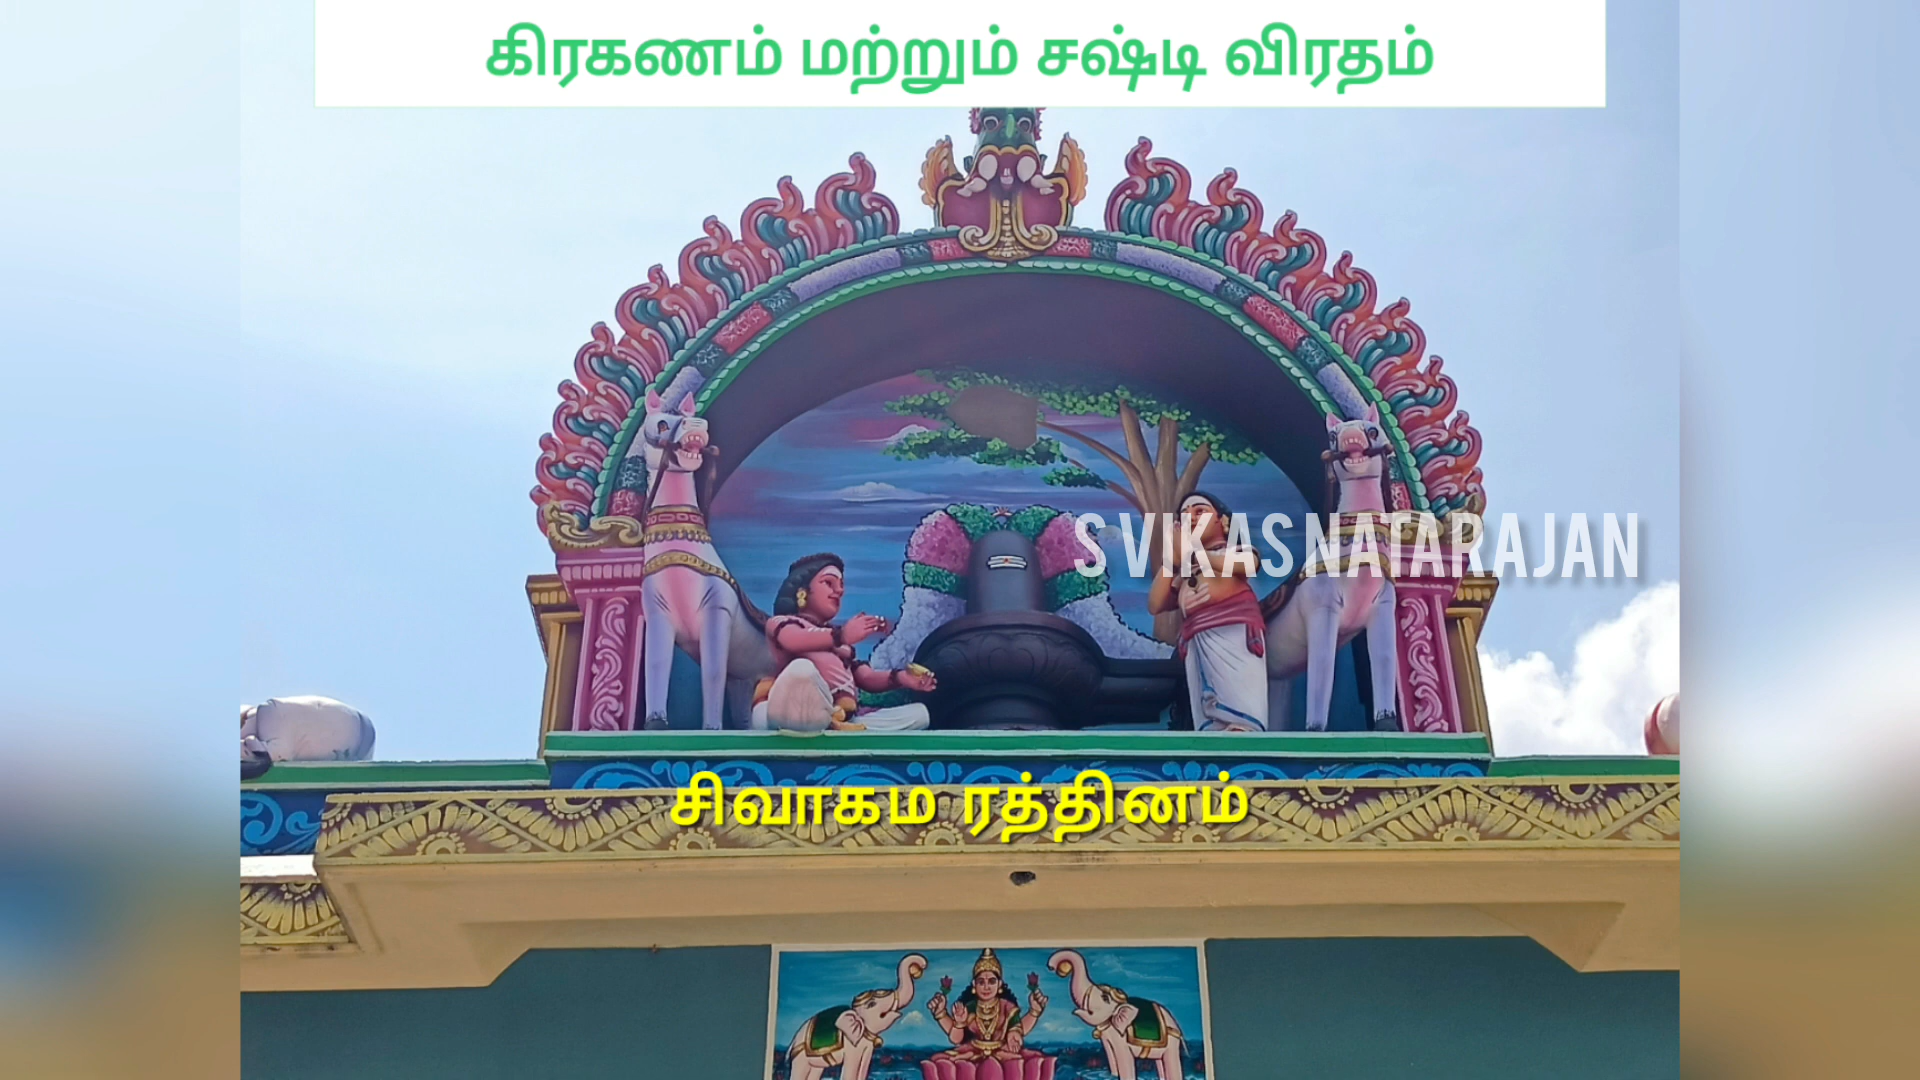 கிரகணம் மற்றும் சஷ்டி விரதம்
S VIKAS NATARAJAN
சிவாகம ரத்தினம்